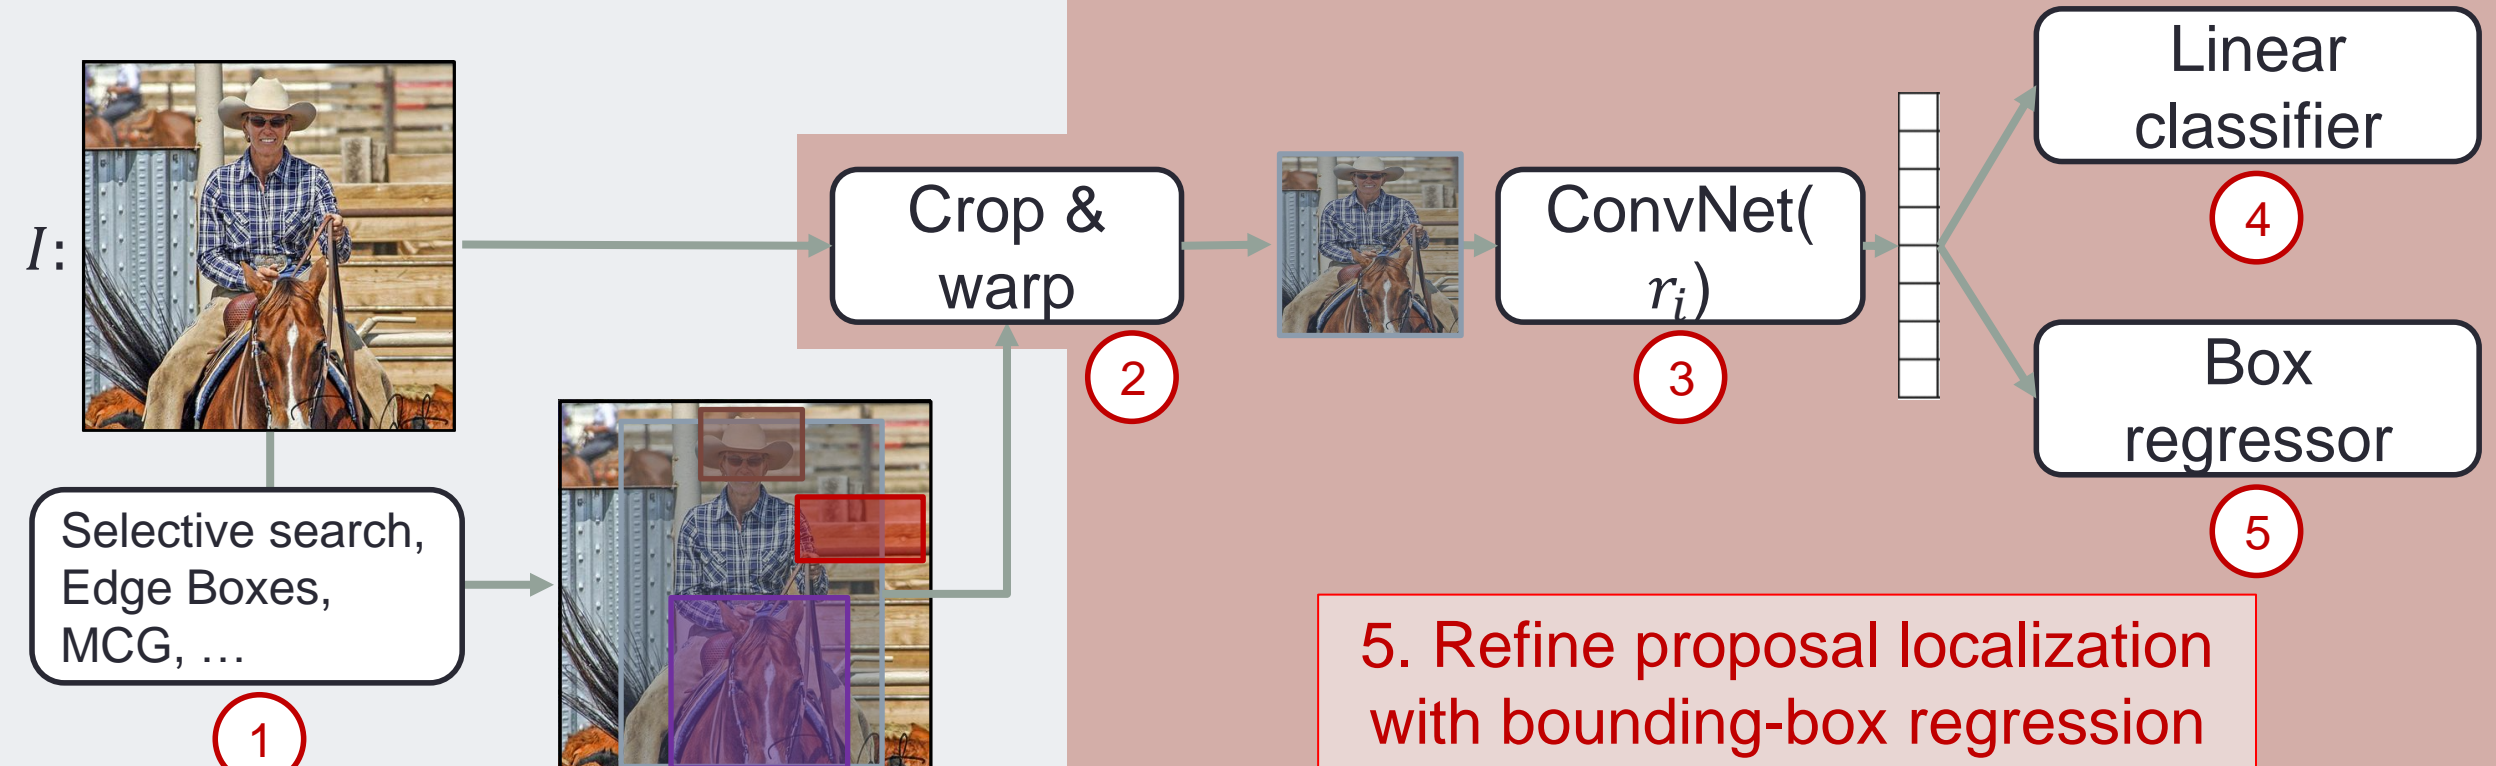 I:
Selective search,
Edge Boxes,
MCG, …
1
Crop &
warp
2
ConvNet(
rᵢ)
3
Linear
classifier
4
Box
regressor
5
5. Refine proposal localization
with bounding-box regression